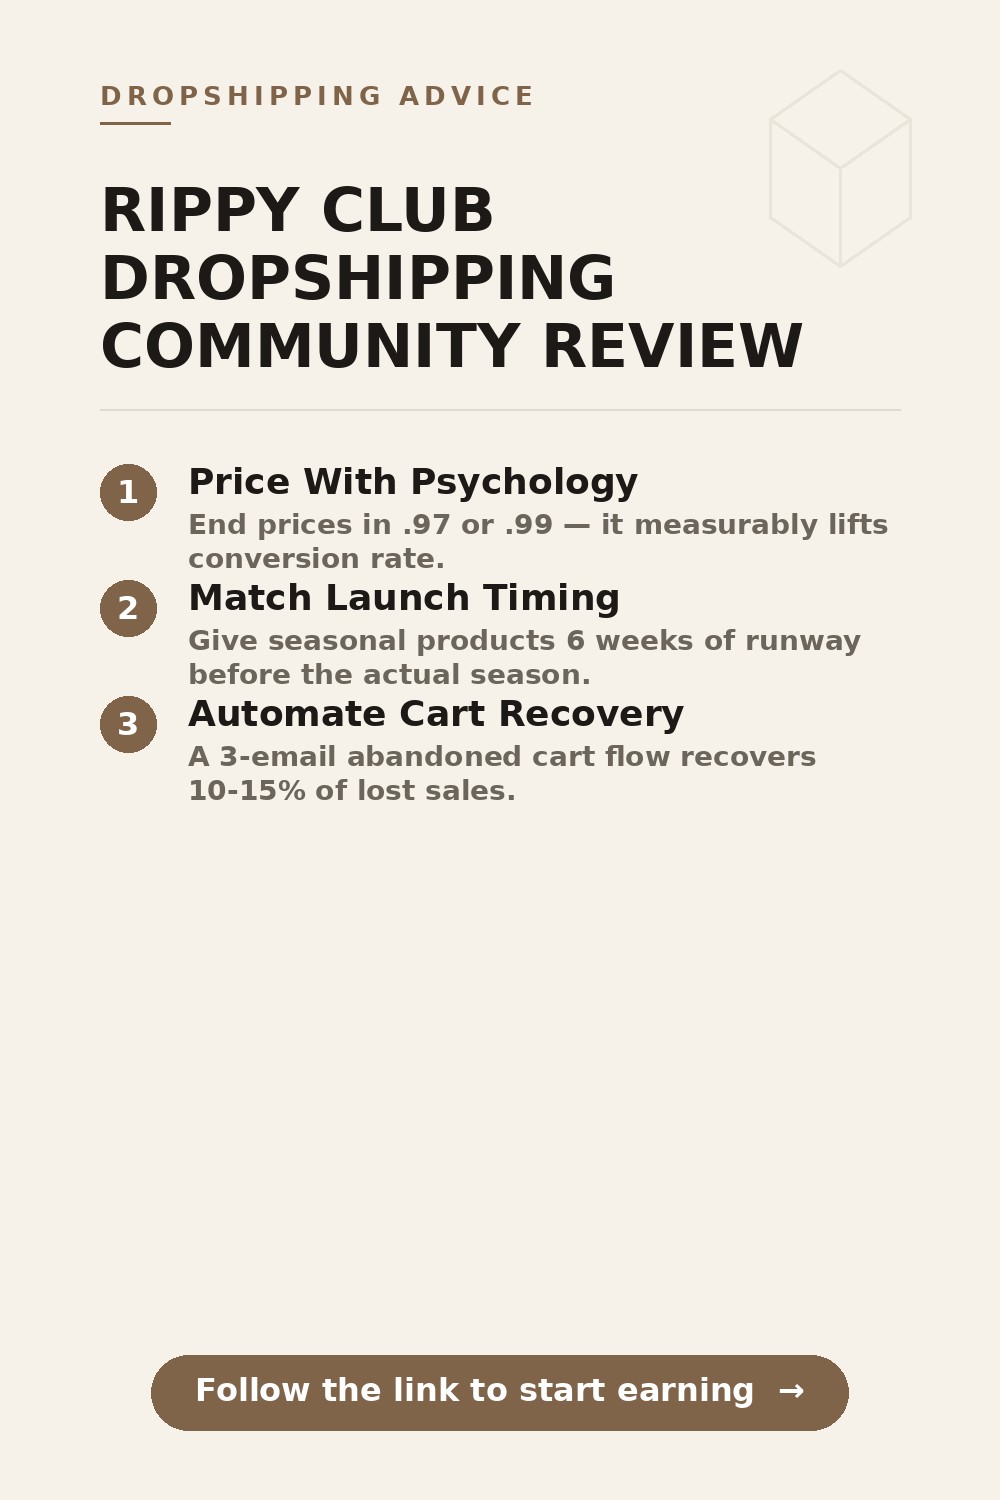 DROPSHIPPING ADVICE
RIPPY CLUB
DROPSHIPPING
COMMUNITY REVIEW
1 Price With Psychology
End prices in .97 or .99 — it measurably lifts
conversion rate.
2 Match Launch Timing
Give seasonal products 6 weeks of runway
before the actual season.
3 Automate Cart Recovery
A 3-email abandoned cart flow recovers
10-15% of lost sales.
Follow the link to start earning →